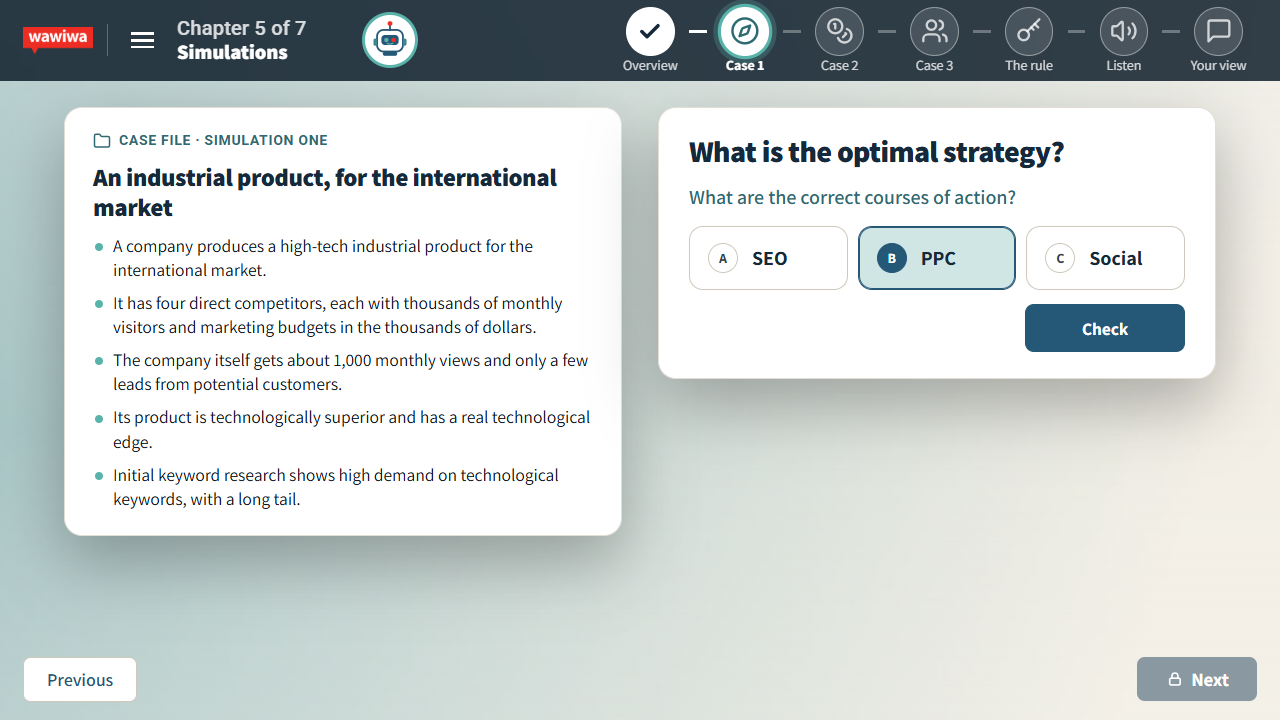 wawiwa
Chapter 5 of 7
Simulations
Overview
Case 1
Case 2
Case 3
The rule
Listen
Your view
CASE FILE · SIMULATION ONE
An industrial product, for the international
market
A company produces a high-tech industrial product for the
international market.
It has four direct competitors, each with thousands of monthly
visitors and marketing budgets in the thousands of dollars.
The company itself gets about 1,000 monthly views and only a few
leads from potential customers.
Its product is technologically superior and has a real technological
edge.
Initial keyword research shows high demand on technological
keywords, with a long tail.
What is the optimal strategy?
What are the correct courses of action?
A SEO
B PPC
C Social
Check
Previous
Next